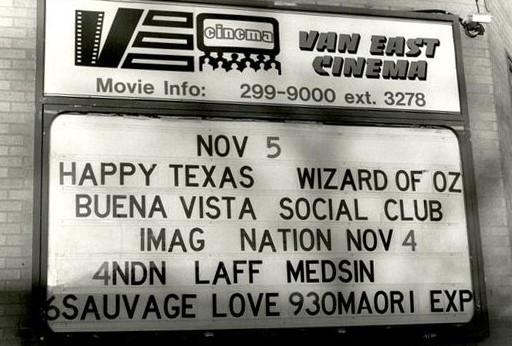 VEC cinema VAN EAST
CINEMA
Movie Info: 299-9000 ext. 3278
NOV 5
HAPPY TEXAS WIZARD OF OZ
BUENA VISTA SOCIAL CLUB
IMAG NATION NOV 4
4NDN LAFF MEDSIN
6SAUVAGE LOVE 930MAORI EXP